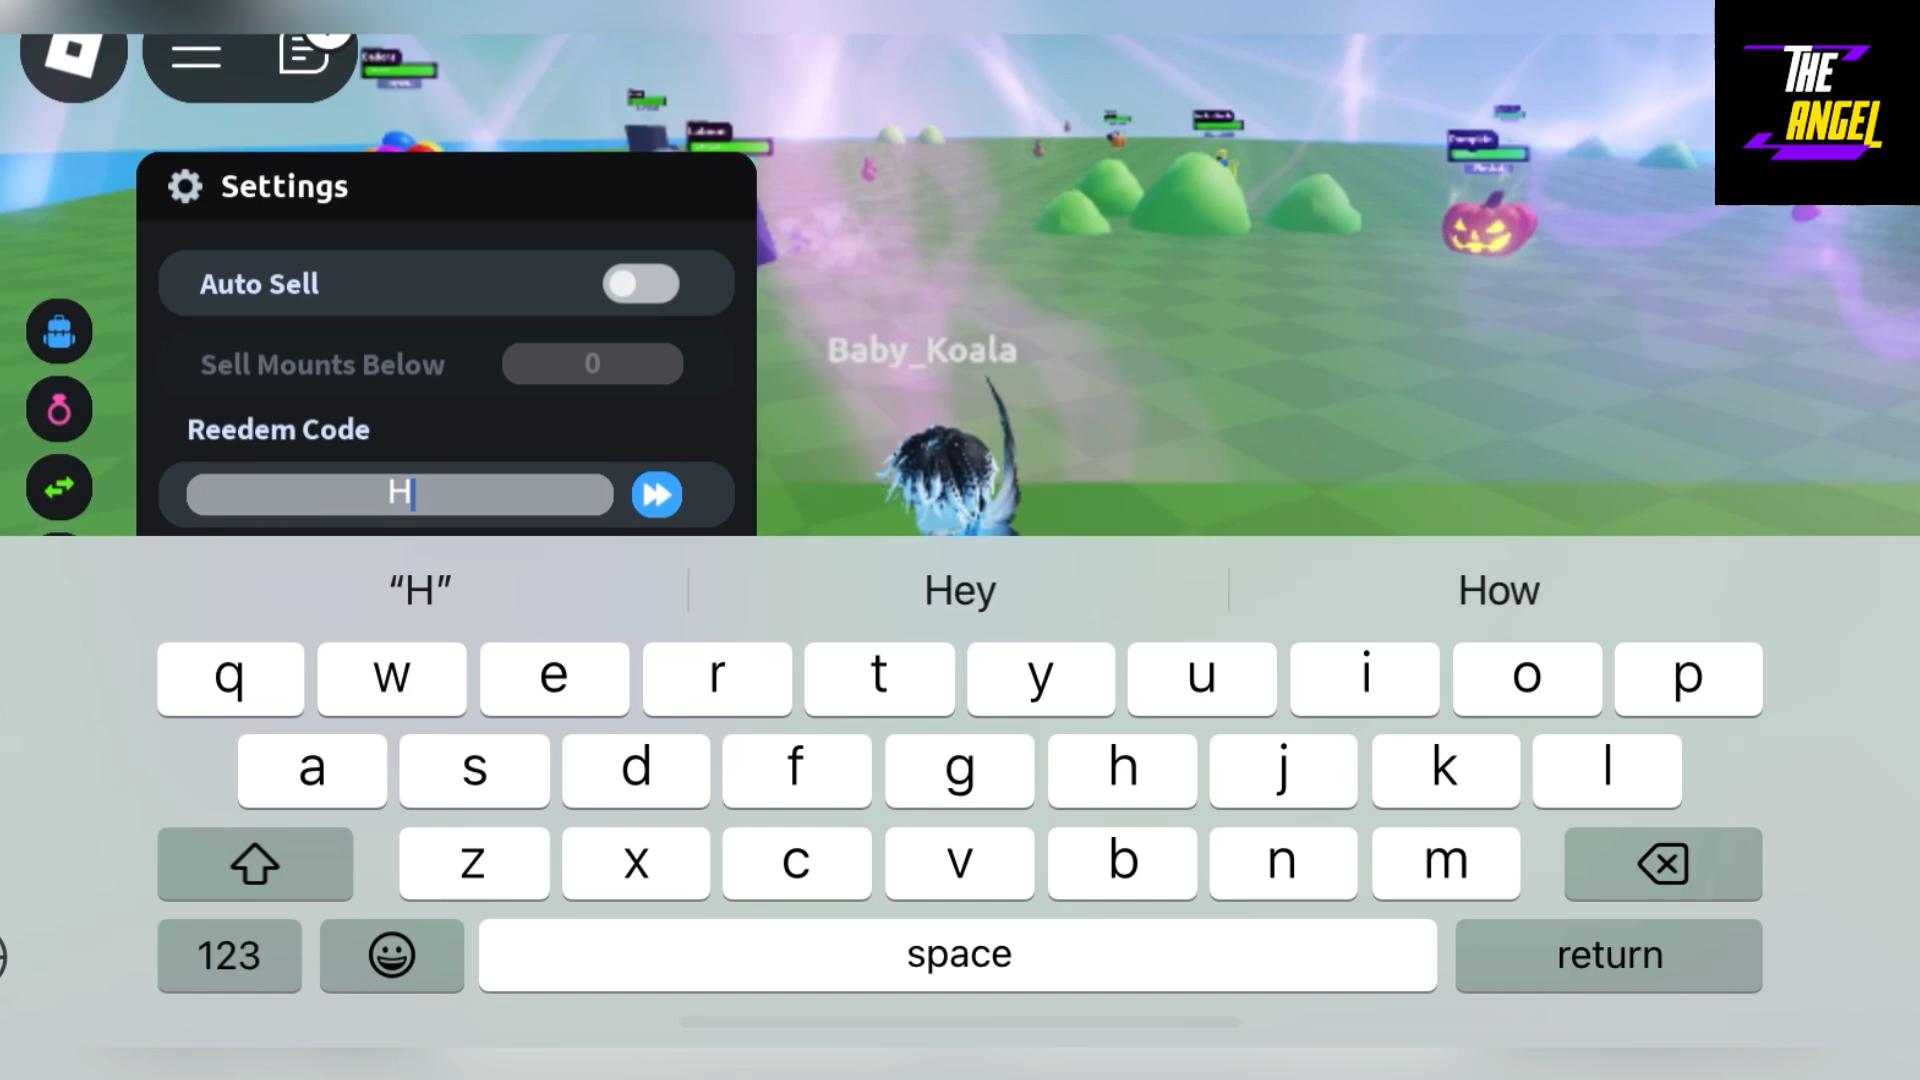 THE
ANGEL
Settings
Auto Sell
Sell Mounts Below 0
Baby_Koala
Reedem Code
H
“H” Hey How
q w e r t y u i o p
a s d f g h j k l
z x c v b n m
123 space return